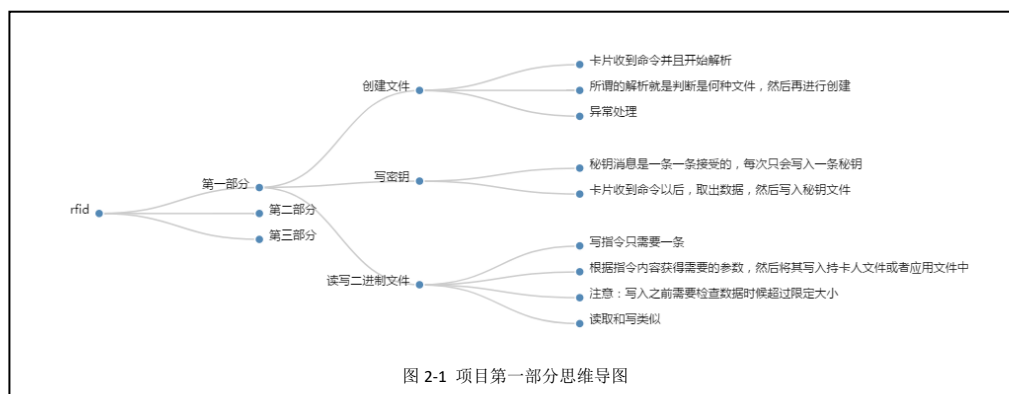 卡片收到命令并且开始解析
创建文件
所谓的解析就是判断是何种文件，然后再进行创建
异常处理
秘钥消息是一条一条接受的，每次只会写入一条秘钥
写密钥
第一部分
卡片收到命令以后，取出数据，然后写入秘钥文件
rfid
第二部分
第三部分
写指令只需要一条
根据指令内容获得需要的参数，然后将其写入持卡人文件或者应用文件中
读写二进制文件
注意：写入之前需要检查数据时候超过限定大小
读取和写类似
图 2-1 项目第一部分思维导图